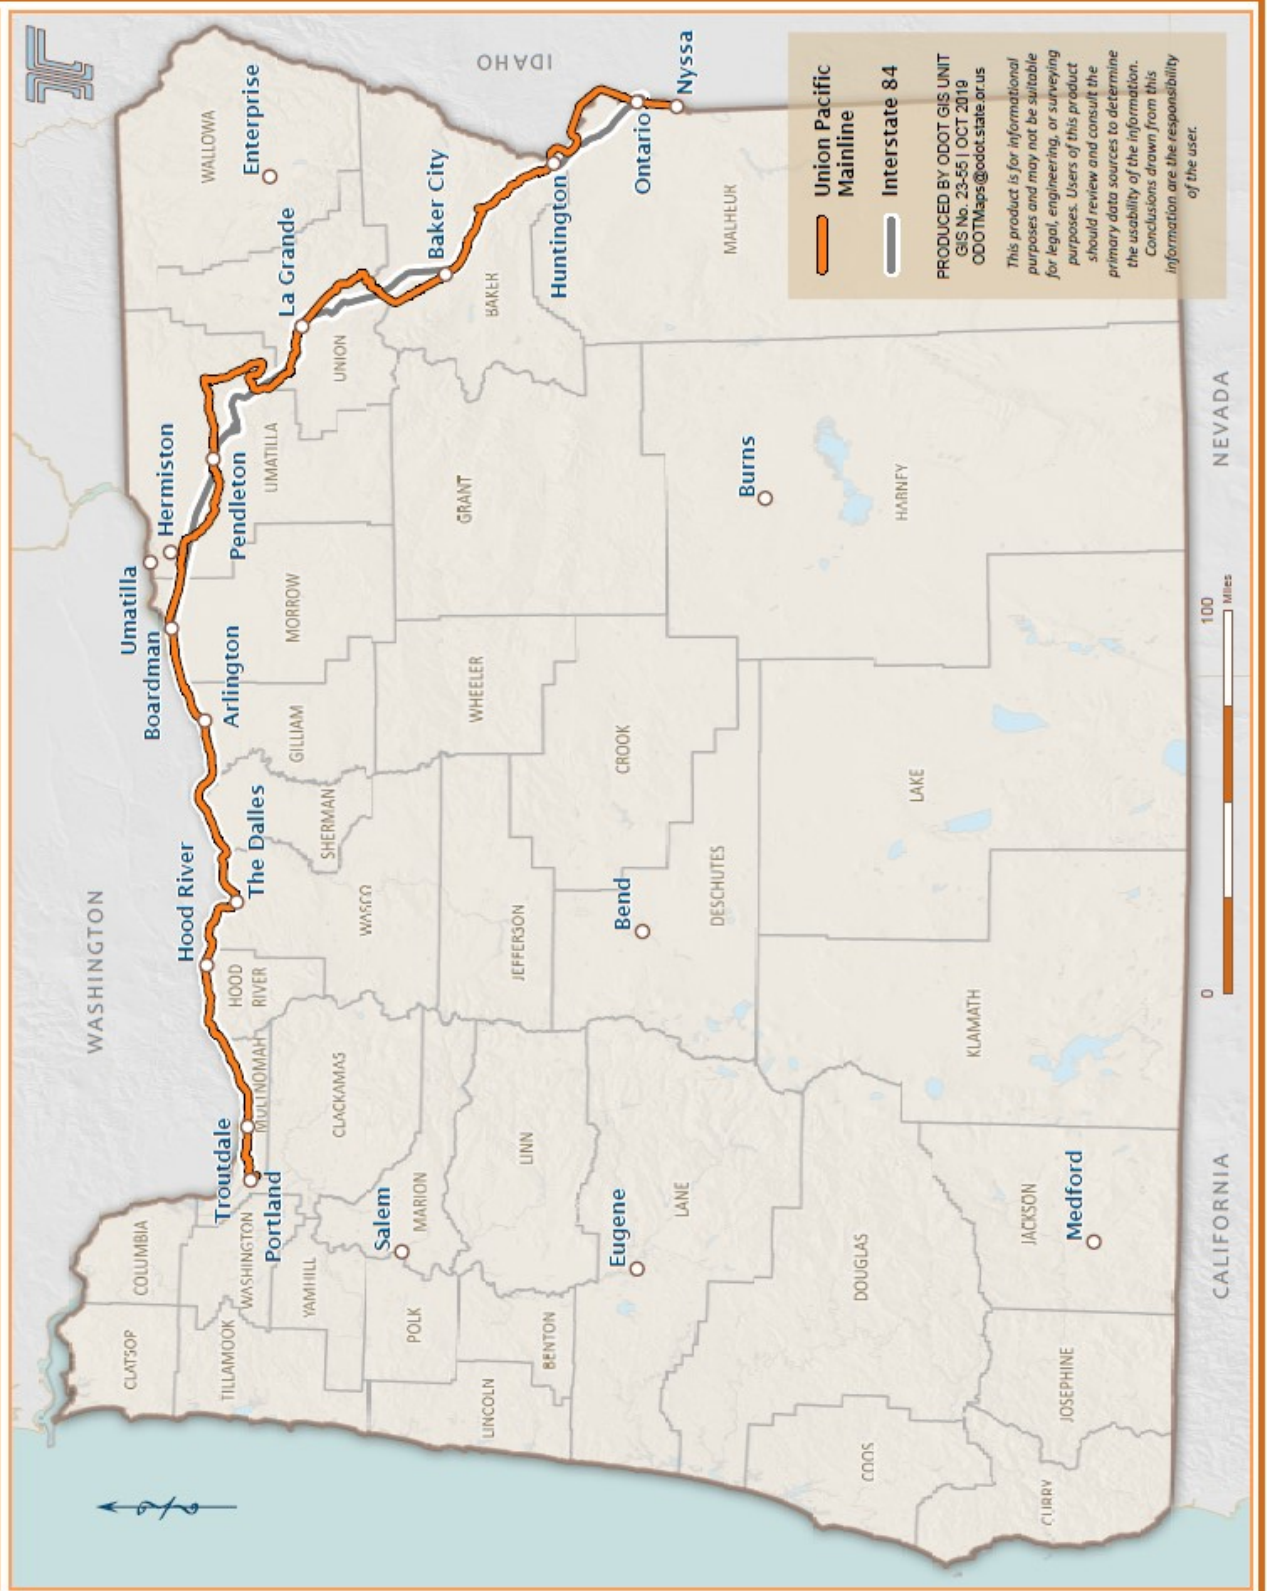 WASHINGTON
IDAHO
NEVADA
CALIFORNIA
CLATSOP
COLUMBIA
TILLAMOOK
WASHINGTON
YAMHILL
POLK
LINCOLN
BENTON
MARION
CLACKAMAS
MULTNOMAH
HOOD
RIVER
WASCO
SHERMAN
GILLIAM
MORROW
UMATILLA
UNION
WALLOWA
BAKER
GRANT
WHEELER
JEFFERSON
CROOK
DESCHUTES
LINN
LANE
DOUGLAS
COOS
CURRY
JOSEPHINE
JACKSON
KLAMATH
LAKE
HARNEY
MALHEUR
Portland
Troutdale
Hood River
The Dalles
Arlington
Boardman
Umatilla
Hermiston
Pendleton
La Grande
Enterprise
Baker City
Huntington
Ontario
Nyssa
Salem
Eugene
Bend
Burns
Medford
Union Pacific
Mainline
Interstate 84
PRODUCED BY ODOT GIS UNIT
GIS No. 23-55 | OCT 2019
ODOTMaps@odot.state.or.us
This product is for informational
purposes and may not be suitable
for legal, engineering, or surveying
purposes. Users of this product
should review and consult the
primary data sources to determine
the usability of the information.
Conclusions drawn from this
information are the responsibility
of the user.
0
100
Miles